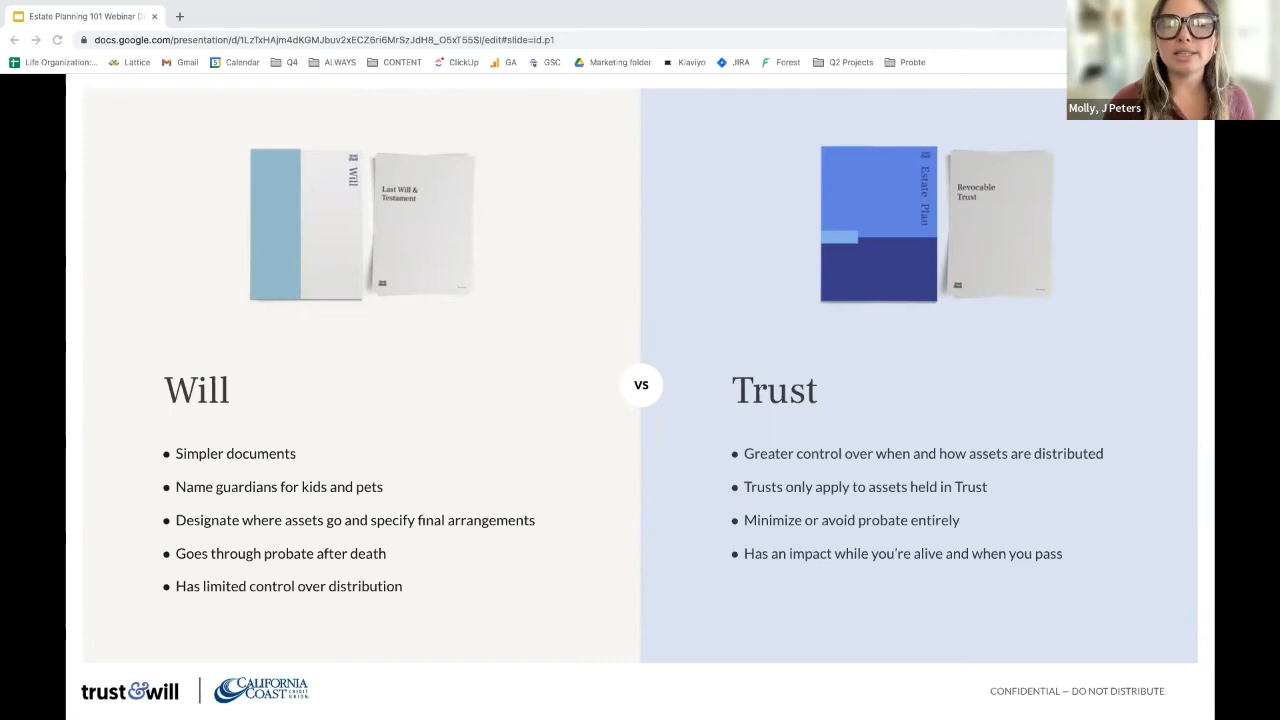 Estate Planning 101 Webinar D
docs.google.com/presentation/d/1LzTxHAjm4dKGMJbuv2xECZ6ri6MrSzJdH8_O5xT55SI/edit#slide=id.p1
Life Organization:... Lattice Gmail Calendar Q4 ALWAYS CONTENT ClickUp GA GSC Marketing folder Klaviyo JIRA Forest Q2 Projects Probte
Molly, J Peters
Will
Last Will &
Testament
Estate Plan
Revocable
Trust
Will
VS
Trust
• Simpler documents
• Name guardians for kids and pets
• Designate where assets go and specify final arrangements
• Goes through probate after death
• Has limited control over distribution
• Greater control over when and how assets are distributed
• Trusts only apply to assets held in Trust
• Minimize or avoid probate entirely
• Has an impact while you’re alive and when you pass
trust&will
CALIFORNIA
COAST CREDIT UNION
CONFIDENTIAL — DO NOT DISTRIBUTE